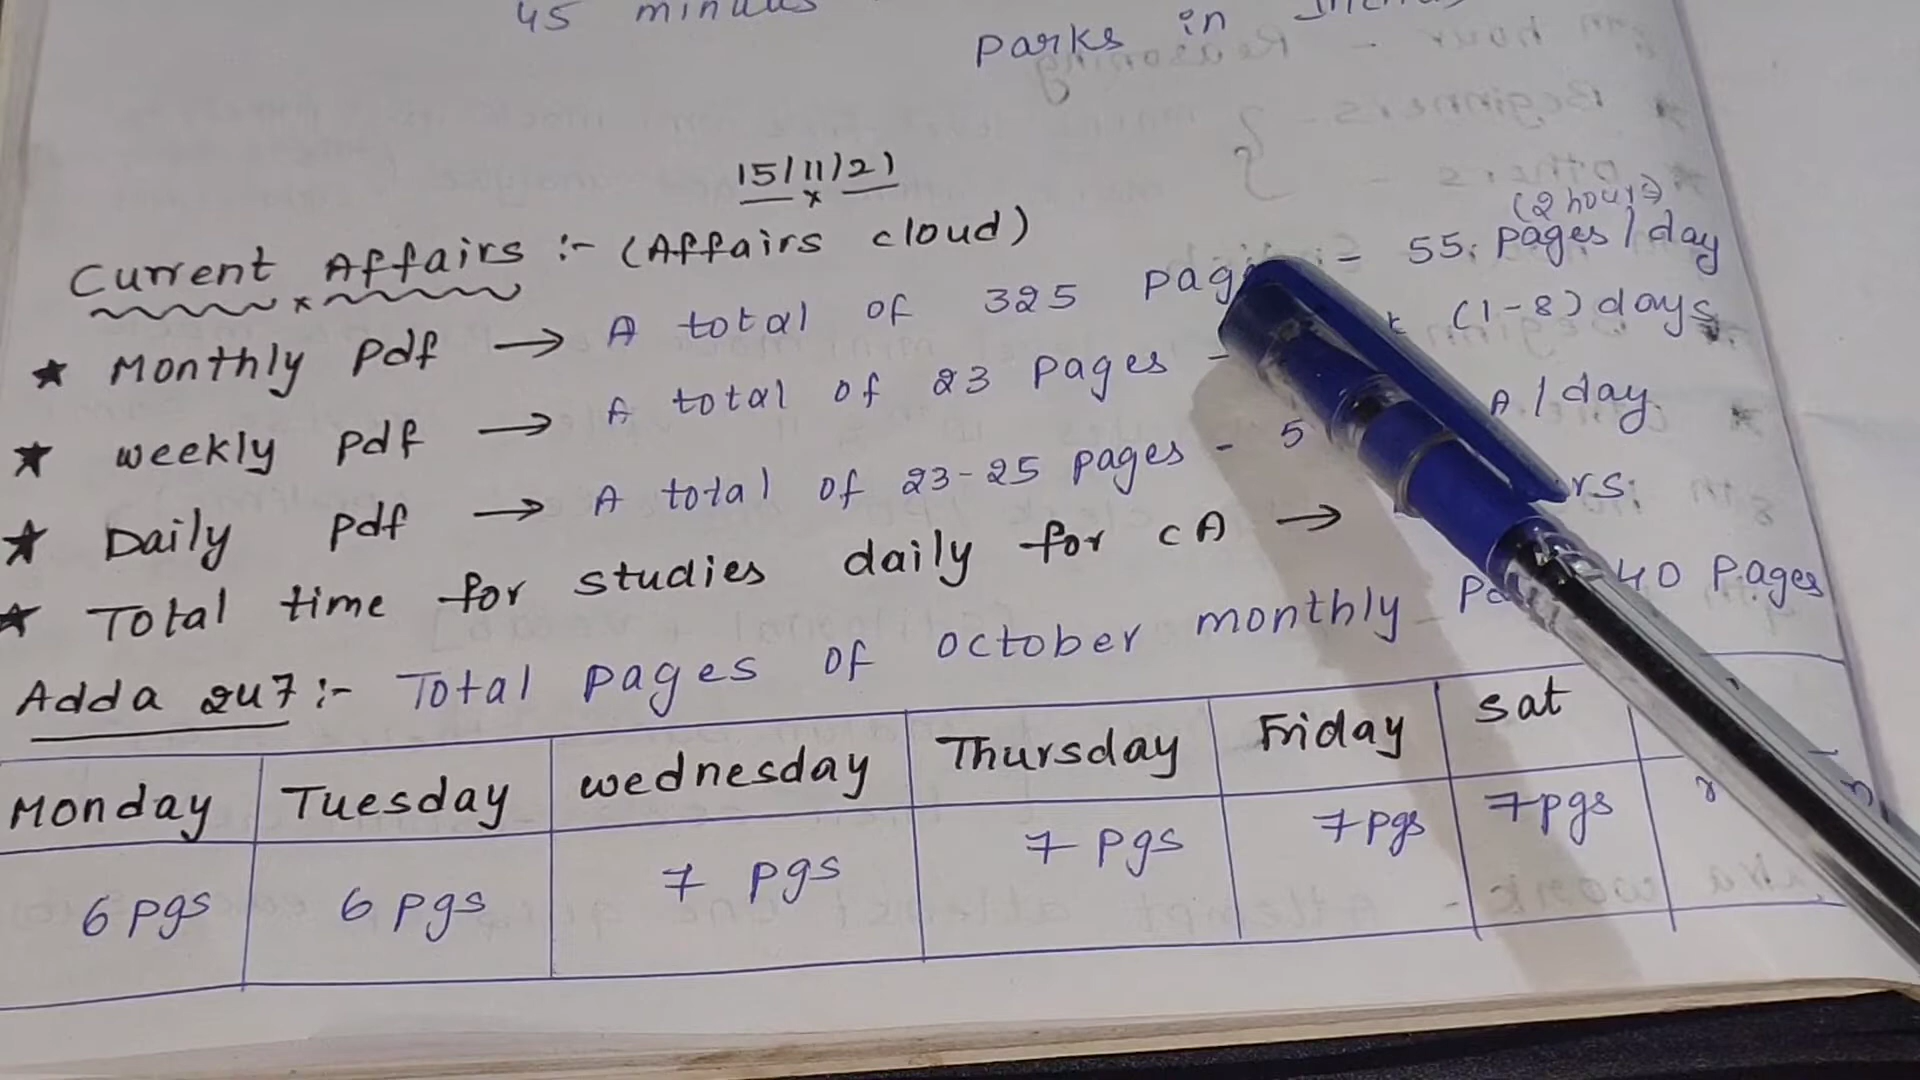 45
parks in
15/11/21
Current Affairs :- (Affairs cloud)
(2 hours)
★ Monthly Pdf → A total of 325 = 55. Pages / day
★ weekly pdf → A total of 23 pages - (1-8) days
★ Daily pdf → A total of 23-25 pages - 5 A / day
★ Total time for studies daily for CA →
Adda 247 :- Total pages of october monthly 40 Pages
Monday Tuesday wednesday Thursday Friday Sat
6 pgs 6 pgs 7 pgs 7 pgs 7 pgs 7 pgs